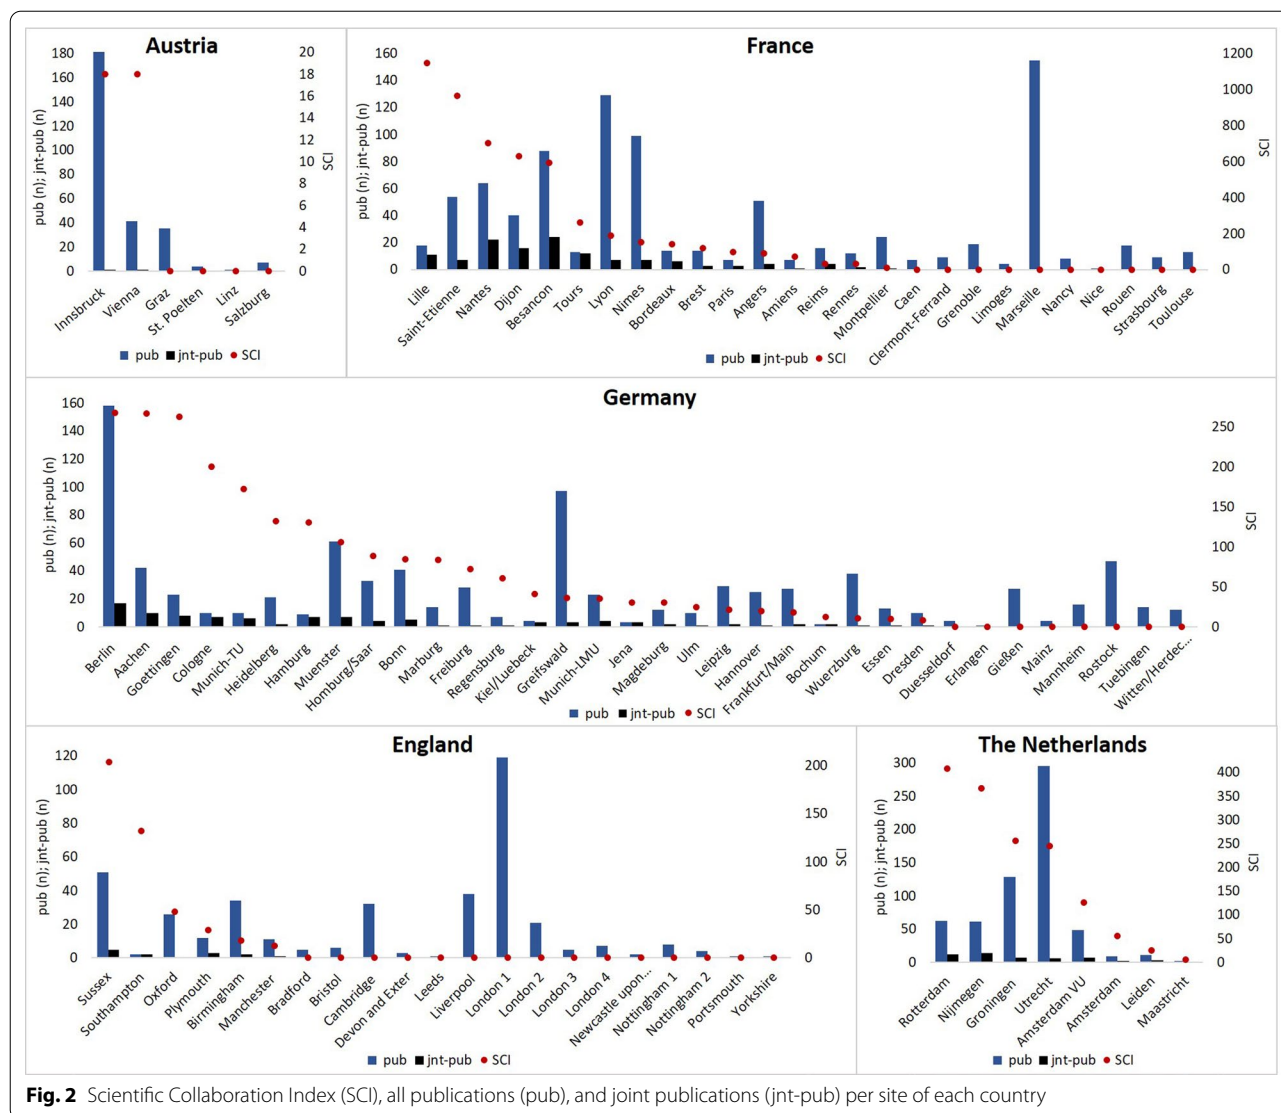 Austria
pub (n); jnt-pub (n)
180
160
140
120
100
80
60
40
20
0
20
18
16
14
12
10
8
6
4
2
0
SCI
Innsbruck
Vienna
Graz
St. Poelten
Linz
Salzburg
pub jnt-pub SCI
France
pub (n); jnt-pub (n)
160
140
120
100
80
60
40
20
0
1200
1000
800
600
400
200
0
SCI
Lille
Saint-Etienne
Nantes
Dijon
Besancon
Tours
Lyon
Nimes
Bordeaux
Brest
Paris
Angers
Amiens
Reims
Rennes
Montpellier
Caen
Clermont-Ferrand
Grenoble
Limoges
Marseille
Nancy
Nice
Rouen
Strasbourg
Toulouse
pub jnt-pub SCI
Germany
pub (n); jnt-pub (n)
160
140
120
100
80
60
40
20
0
250
200
150
100
50
0
SCI
Berlin
Aachen
Goettingen
Cologne
Munich-TU
Heidelberg
Hamburg
Muenster
Homburg/Saar
Bonn
Marburg
Freiburg
Regensburg
Kiel/Luebeck
Greifswald
Munich-LMU
Jena
Magdeburg
Ulm
Leipzig
Hannover
Frankfurt/Main
Bochum
Wuerzburg
Essen
Dresden
Duesseldorf
Erlangen
Gießen
Mainz
Mannheim
Rostock
Tuebingen
Witten/Herdec...
pub jnt-pub SCI
England
pub (n); jnt-pub (n)
120
100
80
60
40
20
0
200
150
100
50
0
SCI
Sussex
Southampton
Oxford
Plymouth
Birmingham
Manchester
Bradford
Bristol
Cambridge
Devon and Exter
Leeds
Liverpool
London 1
London 2
London 3
London 4
Newcastle upon...
Nottingham 1
Nottingham 2
Portsmouth
Yorkshire
pub jnt-pub SCI
The Netherlands
pub (n); jnt-pub (n)
300
250
200
150
100
50
0
400
350
300
250
200
150
100
50
0
SCI
Rotterdam
Nijmegen
Groningen
Utrecht
Amsterdam VU
Amsterdam
Leiden
Maastricht
pub jnt-pub SCI
Fig. 2 Scientific Collaboration Index (SCI), all publications (pub), and joint publications (jnt-pub) per site of each country